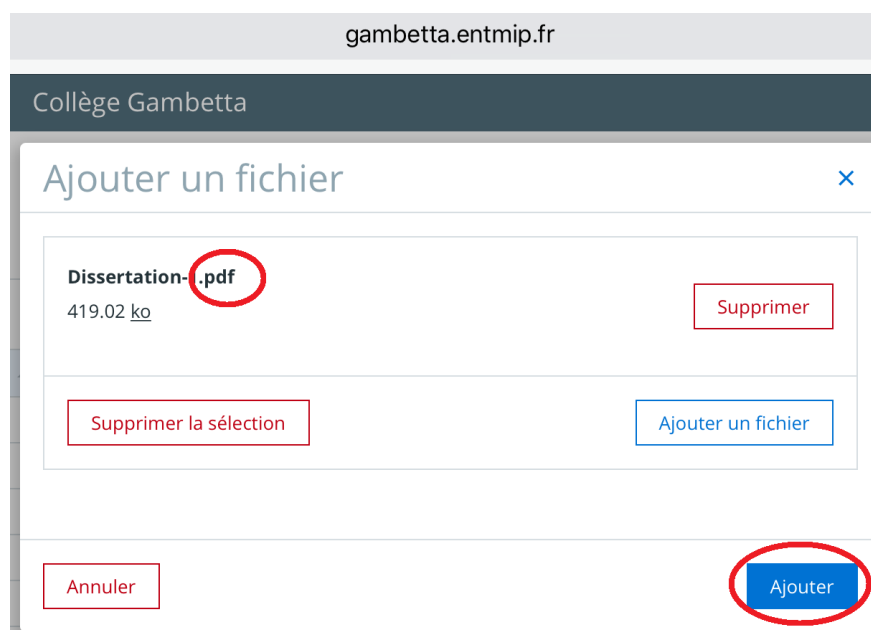 gambetta.entmip.fr
Collège Gambetta
Ajouter un fichier ×
Dissertation-1.pdf
419.02 ko
Supprimer
Supprimer la sélection Ajouter un fichier
Annuler Ajouter